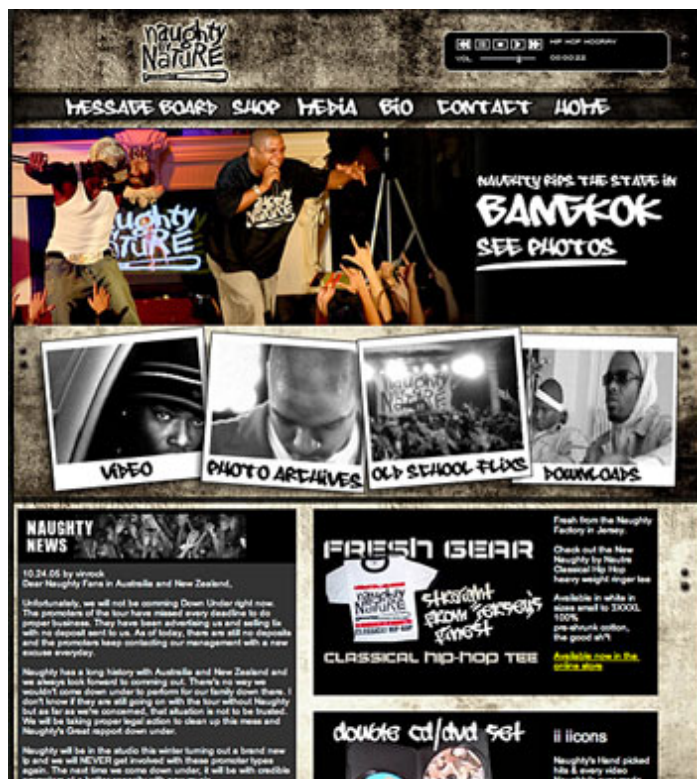 naughty
by
NATURE
HIP HOP HOORAY
VOL.
00:00:22
MESSAGE BOARD SHOP MEDIA BIO CONTACT HOME
naughty
NATURE
naughty
NATURE
NAUGHTY RIPS THE STAGE IN
BANGKOK
SEE PHOTOS
naughty
NATURE
VIDEO
PHOTO ARCHIVES
OLD SCHOOL FLIXS
DOWNLOADS
NAUGHTY
NEWS
10.24.05 by vinrock
Dear Naughty Fans in Australia and New Zealand,
Unfortunately, we will not be comming Down Under right now.
The promoters of the tour have missed every deadline to do
proper business. They have been advertising us and selling tix
with no deposit sent to us. As of today, there are still no deposits
and the promoters keep contacting our management with a new
excuse everyday.
Naughty has a long history with Australia and New Zealand and
we always look forward to comming out. There's no way we
wouldn't come down under to perform for our family down there. I
don't know if they are still going on with the tour without Naughty
but as far as we're concerned, that situation is not to be trusted.
We will be taking proper legal action to clean up this mess and
Naughty's Great rapport down under.
Naughty will be in the studio this winter turning out a brand new
lp and we will NEVER get involved with these promoter types
again. The next time we come down under, it will be with credible
FRESH GEAR
naughty
NATURE
CLASSICAL HIP-HOP
straight
from Jersey's
finest
CLASSICAL HIP-HOP TEE
Fresh from the Naughty
Factory in Jersey.
Check out the New
Naughty by Neutre
Classical Hip Hop
heavy weight ringer tee
Available in white in
sizes small to 3XXXL
100%
pre-shrunk cotton,
the good sh*t
Available now in the
online store
double cd/dvd set
ii iicons
Naughty's Hand picked
hits & every video